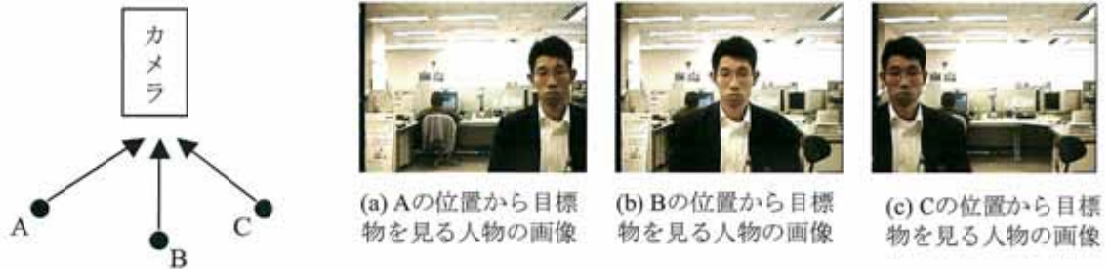 カメラ
A
B
C
(a) Aの位置から目標
物を見る人物の画像
(b) Bの位置から目標
物を見る人物の画像
(c) Cの位置から目標
物を見る人物の画像